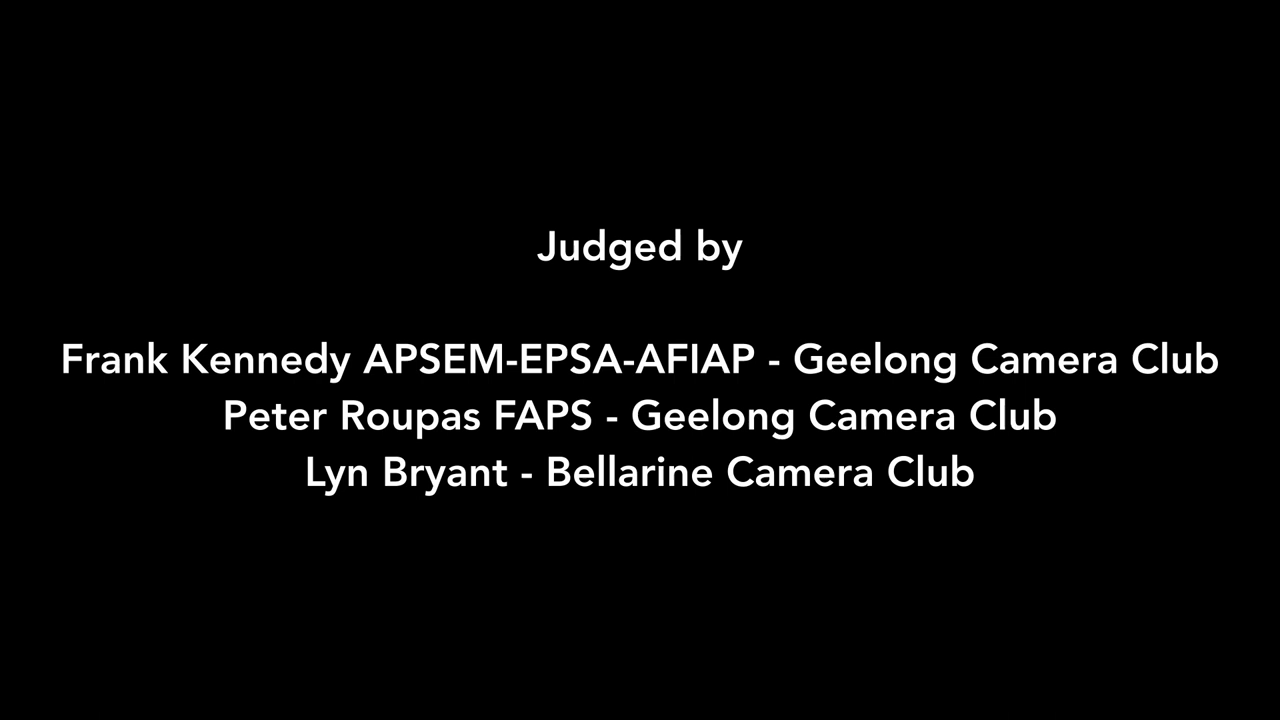 Judged by
Frank Kennedy APSEM-EPSA-AFIAP - Geelong Camera Club
Peter Roupas FAPS - Geelong Camera Club
Lyn Bryant - Bellarine Camera Club